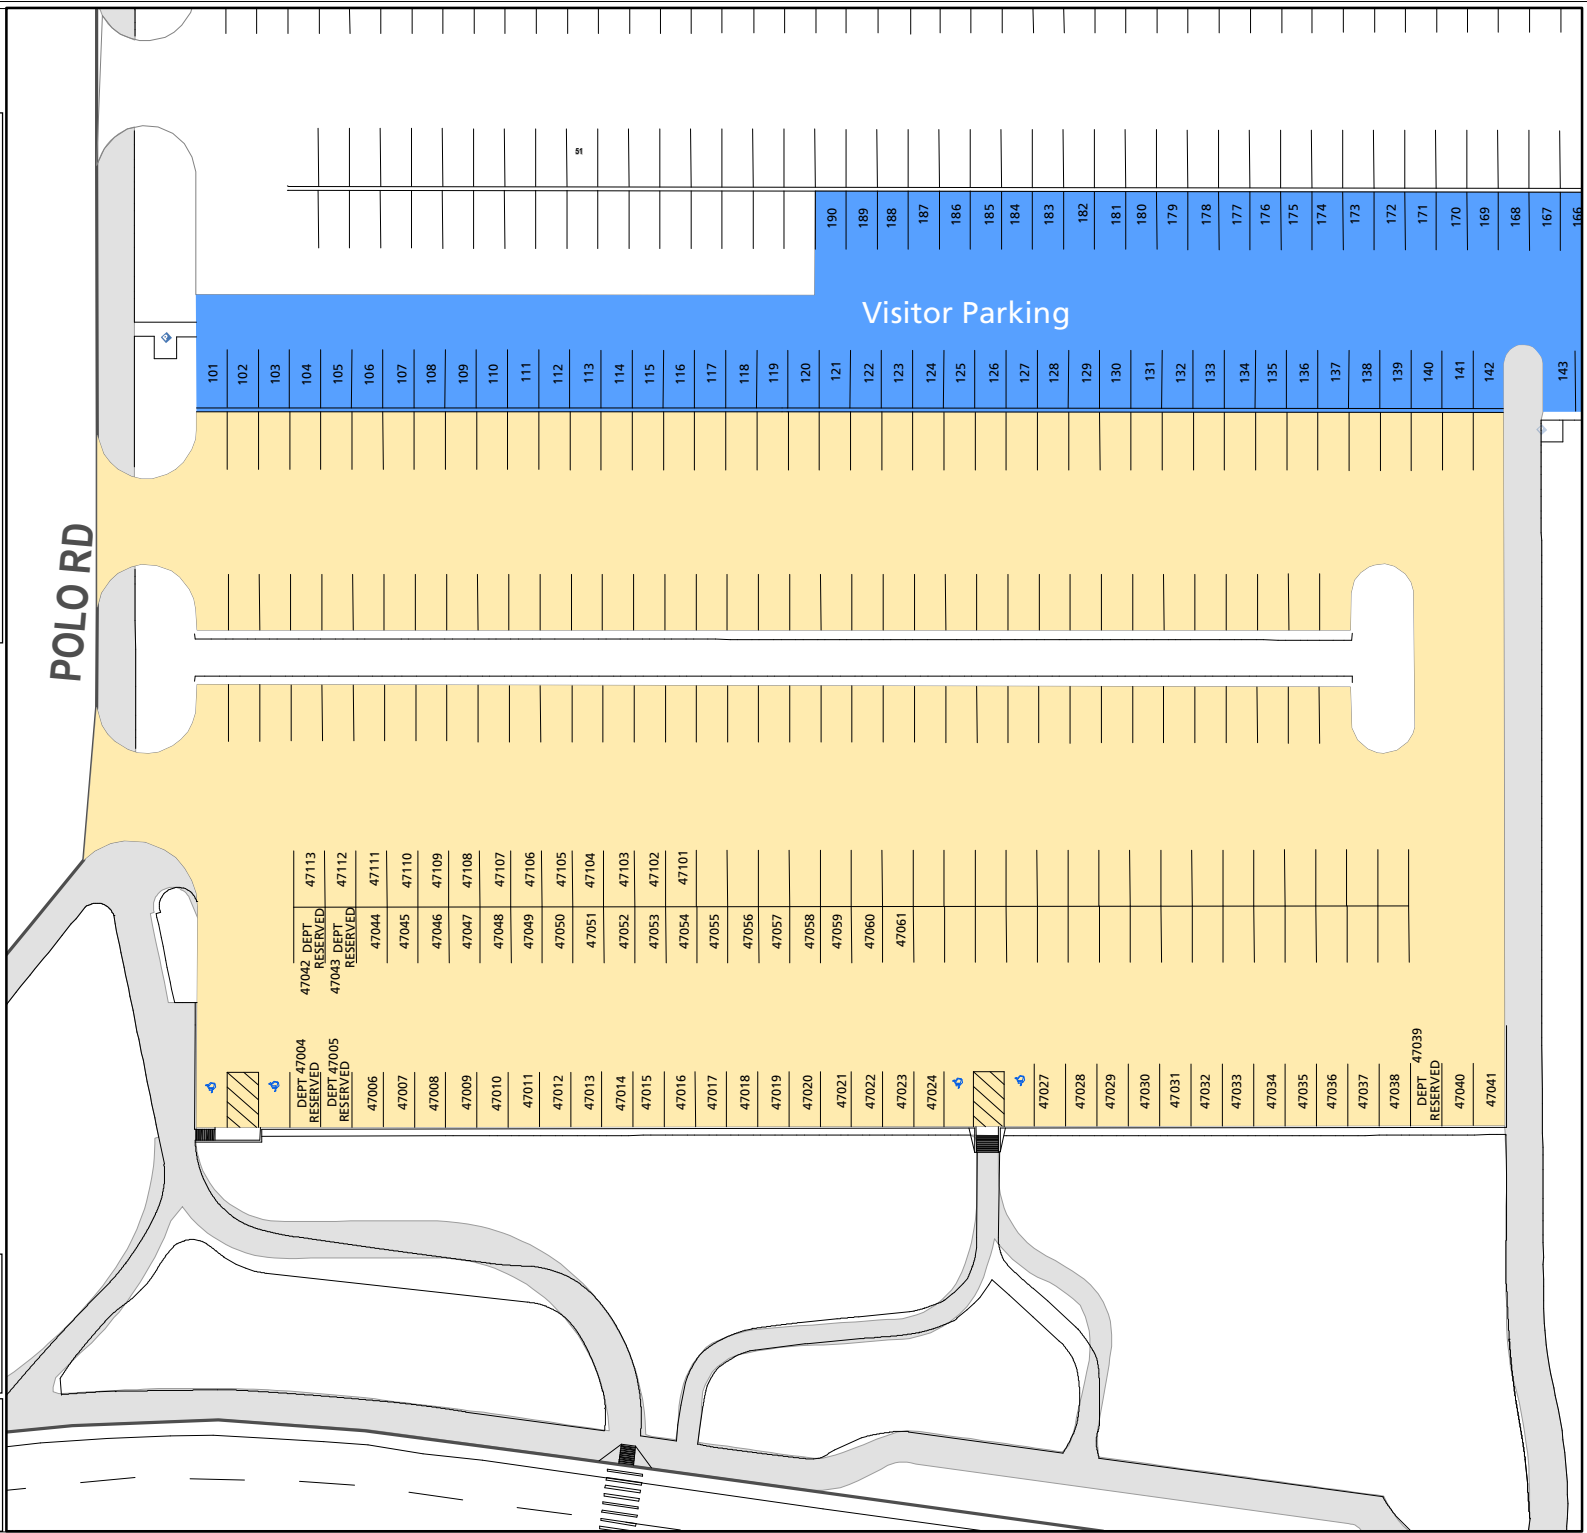 51
190 189 188 187 186 185 184 183 182 181 180 179 178 177 176 175 174 173 172 171 170 169 168 167 166
Visitor Parking
101 102 103 104 105 106 107 108 109 110 111 112 113 114 115 116 117 118 119 120 121 122 123 124 125 126 127 128 129 130 131 132 133 134 135 136 137 138 139 140 141 142 143
POLO RD
47113 47112 47111 47110 47109 47108 47107 47106 47105 47104 47103 47102 47101
47042 DEPT
RESERVED
47043 DEPT
RESERVED
47044 47045 47046 47047 47048 47049 47050 47051 47052 47053 47054 47055 47056 47057 47058 47059 47060 47061
DEPT 47004
RESERVED
DEPT 47005
RESERVED
47006 47007 47008 47009 47010 47011 47012 47013 47014 47015 47016 47017 47018 47019 47020 47021 47022 47023 47024 47027 47028 47029 47030 47031 47032 47033 47034 47035 47036 47037 47038
47039
DEPT
RESERVED
47040 47041